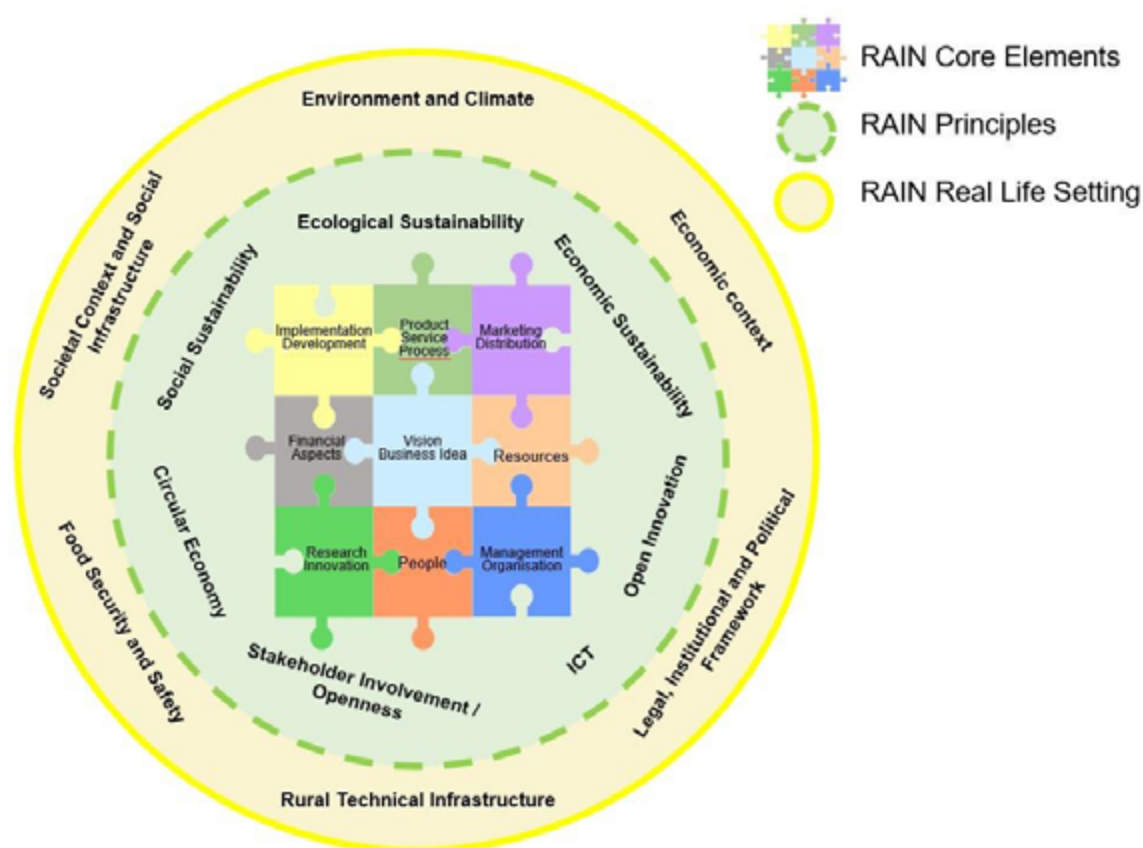 RAIN Core Elements
RAIN Principles
RAIN Real Life Setting
Environment and Climate
Societal Context and Social
Infrastructure
Economic context
Ecological Sustainability
Social Sustainability
Economic Sustainability
Implementation
Development
Product
Service
Process
Marketing
Distribution
Financial
Aspects
Vision
Business Idea
Resources
Research
Innovation
People
Management
Organisation
Circular Economy
Open Innovation
Food Security and Safety
Legal, Institutional and Political
Framework
Stakeholder Involvement /
Openness
ICT
Rural Technical Infrastructure